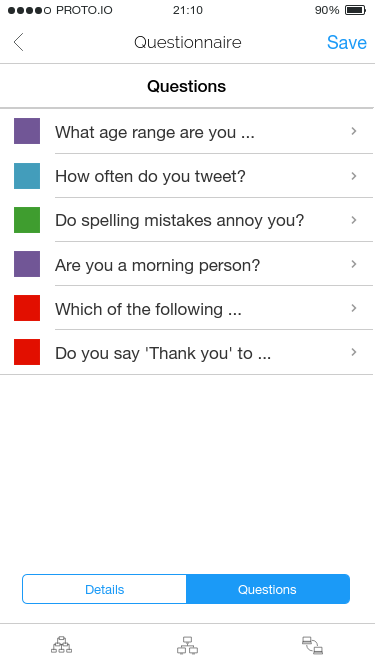 PROTO.IO 21:10 90%
Questionnaire Save
Questions
What age range are you ...
How often do you tweet?
Do spelling mistakes annoy you?
Are you a morning person?
Which of the following ...
Do you say 'Thank you' to ...
Details Questions